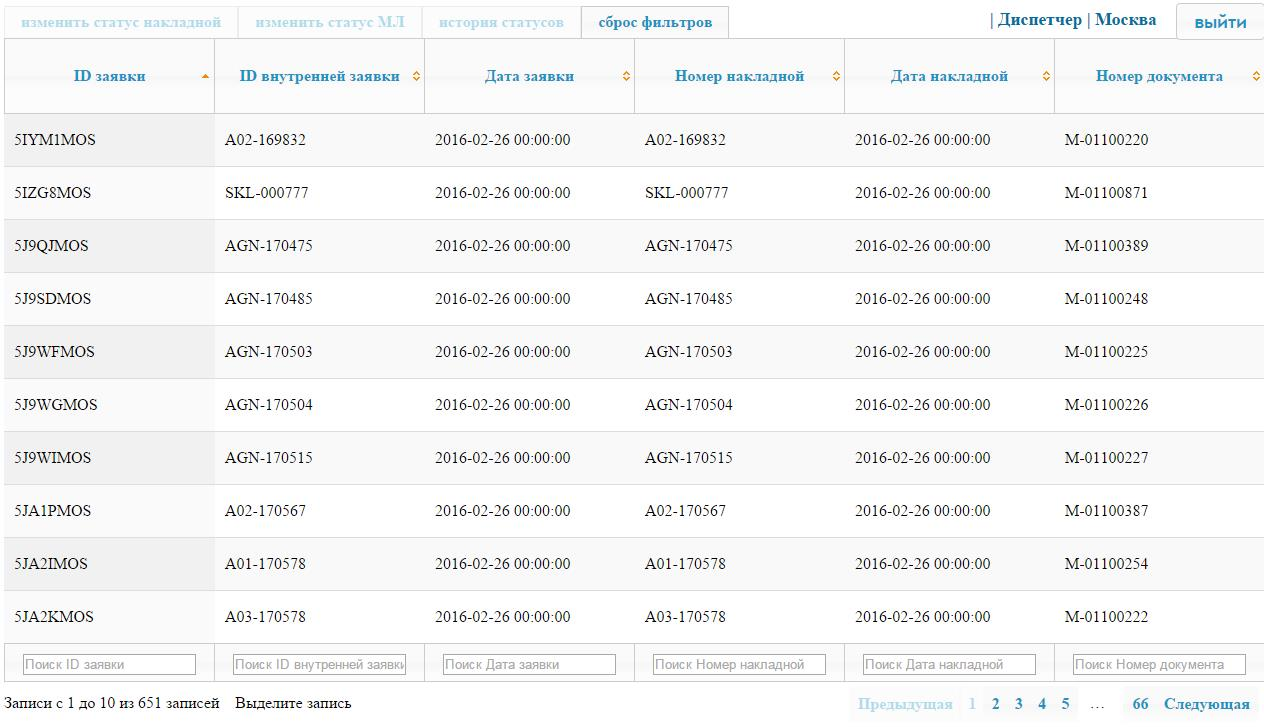 изменить статус накладной изменить статус МЛ история статусов сброс фильтров | Диспетчер | Москва выйти
ID заявки ID внутренней заявки Дата заявки Номер накладной Дата накладной Номер документа
5IYM1MOS A02-169832 2016-02-26 00:00:00 A02-169832 2016-02-26 00:00:00 М-01100220
5IZG8MOS SKL-000777 2016-02-26 00:00:00 SKL-000777 2016-02-26 00:00:00 М-01100871
5J9QJMOS AGN-170475 2016-02-26 00:00:00 AGN-170475 2016-02-26 00:00:00 М-01100389
5J9SDMOS AGN-170485 2016-02-26 00:00:00 AGN-170485 2016-02-26 00:00:00 М-01100248
5J9WFMOS AGN-170503 2016-02-26 00:00:00 AGN-170503 2016-02-26 00:00:00 М-01100225
5J9WGMOS AGN-170504 2016-02-26 00:00:00 AGN-170504 2016-02-26 00:00:00 М-01100226
5J9WIMOS AGN-170515 2016-02-26 00:00:00 AGN-170515 2016-02-26 00:00:00 М-01100227
5JA1PMOS A02-170567 2016-02-26 00:00:00 A02-170567 2016-02-26 00:00:00 М-01100387
5JA2IMOS A01-170578 2016-02-26 00:00:00 A01-170578 2016-02-26 00:00:00 М-01100254
5JA2KMOS A03-170578 2016-02-26 00:00:00 A03-170578 2016-02-26 00:00:00 М-01100222
Поиск ID заявки Поиск ID внутренней заявки Поиск Дата заявки Поиск Номер накладной Поиск Дата накладной Поиск Номер документа
Записи с 1 до 10 из 651 записей Выделите запись Предыдущая 1 2 3 4 5 … 66 Следующая